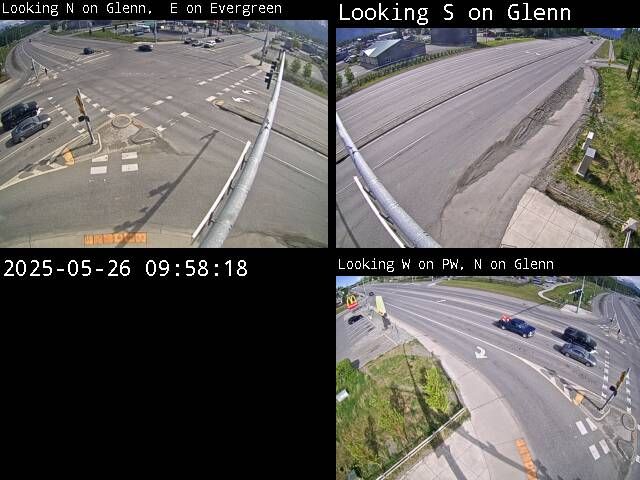 Looking N on Glenn,  E on Evergreen
Looking S on Glenn
2025-05-26 09:58:18
Looking W on PW, N on Glenn